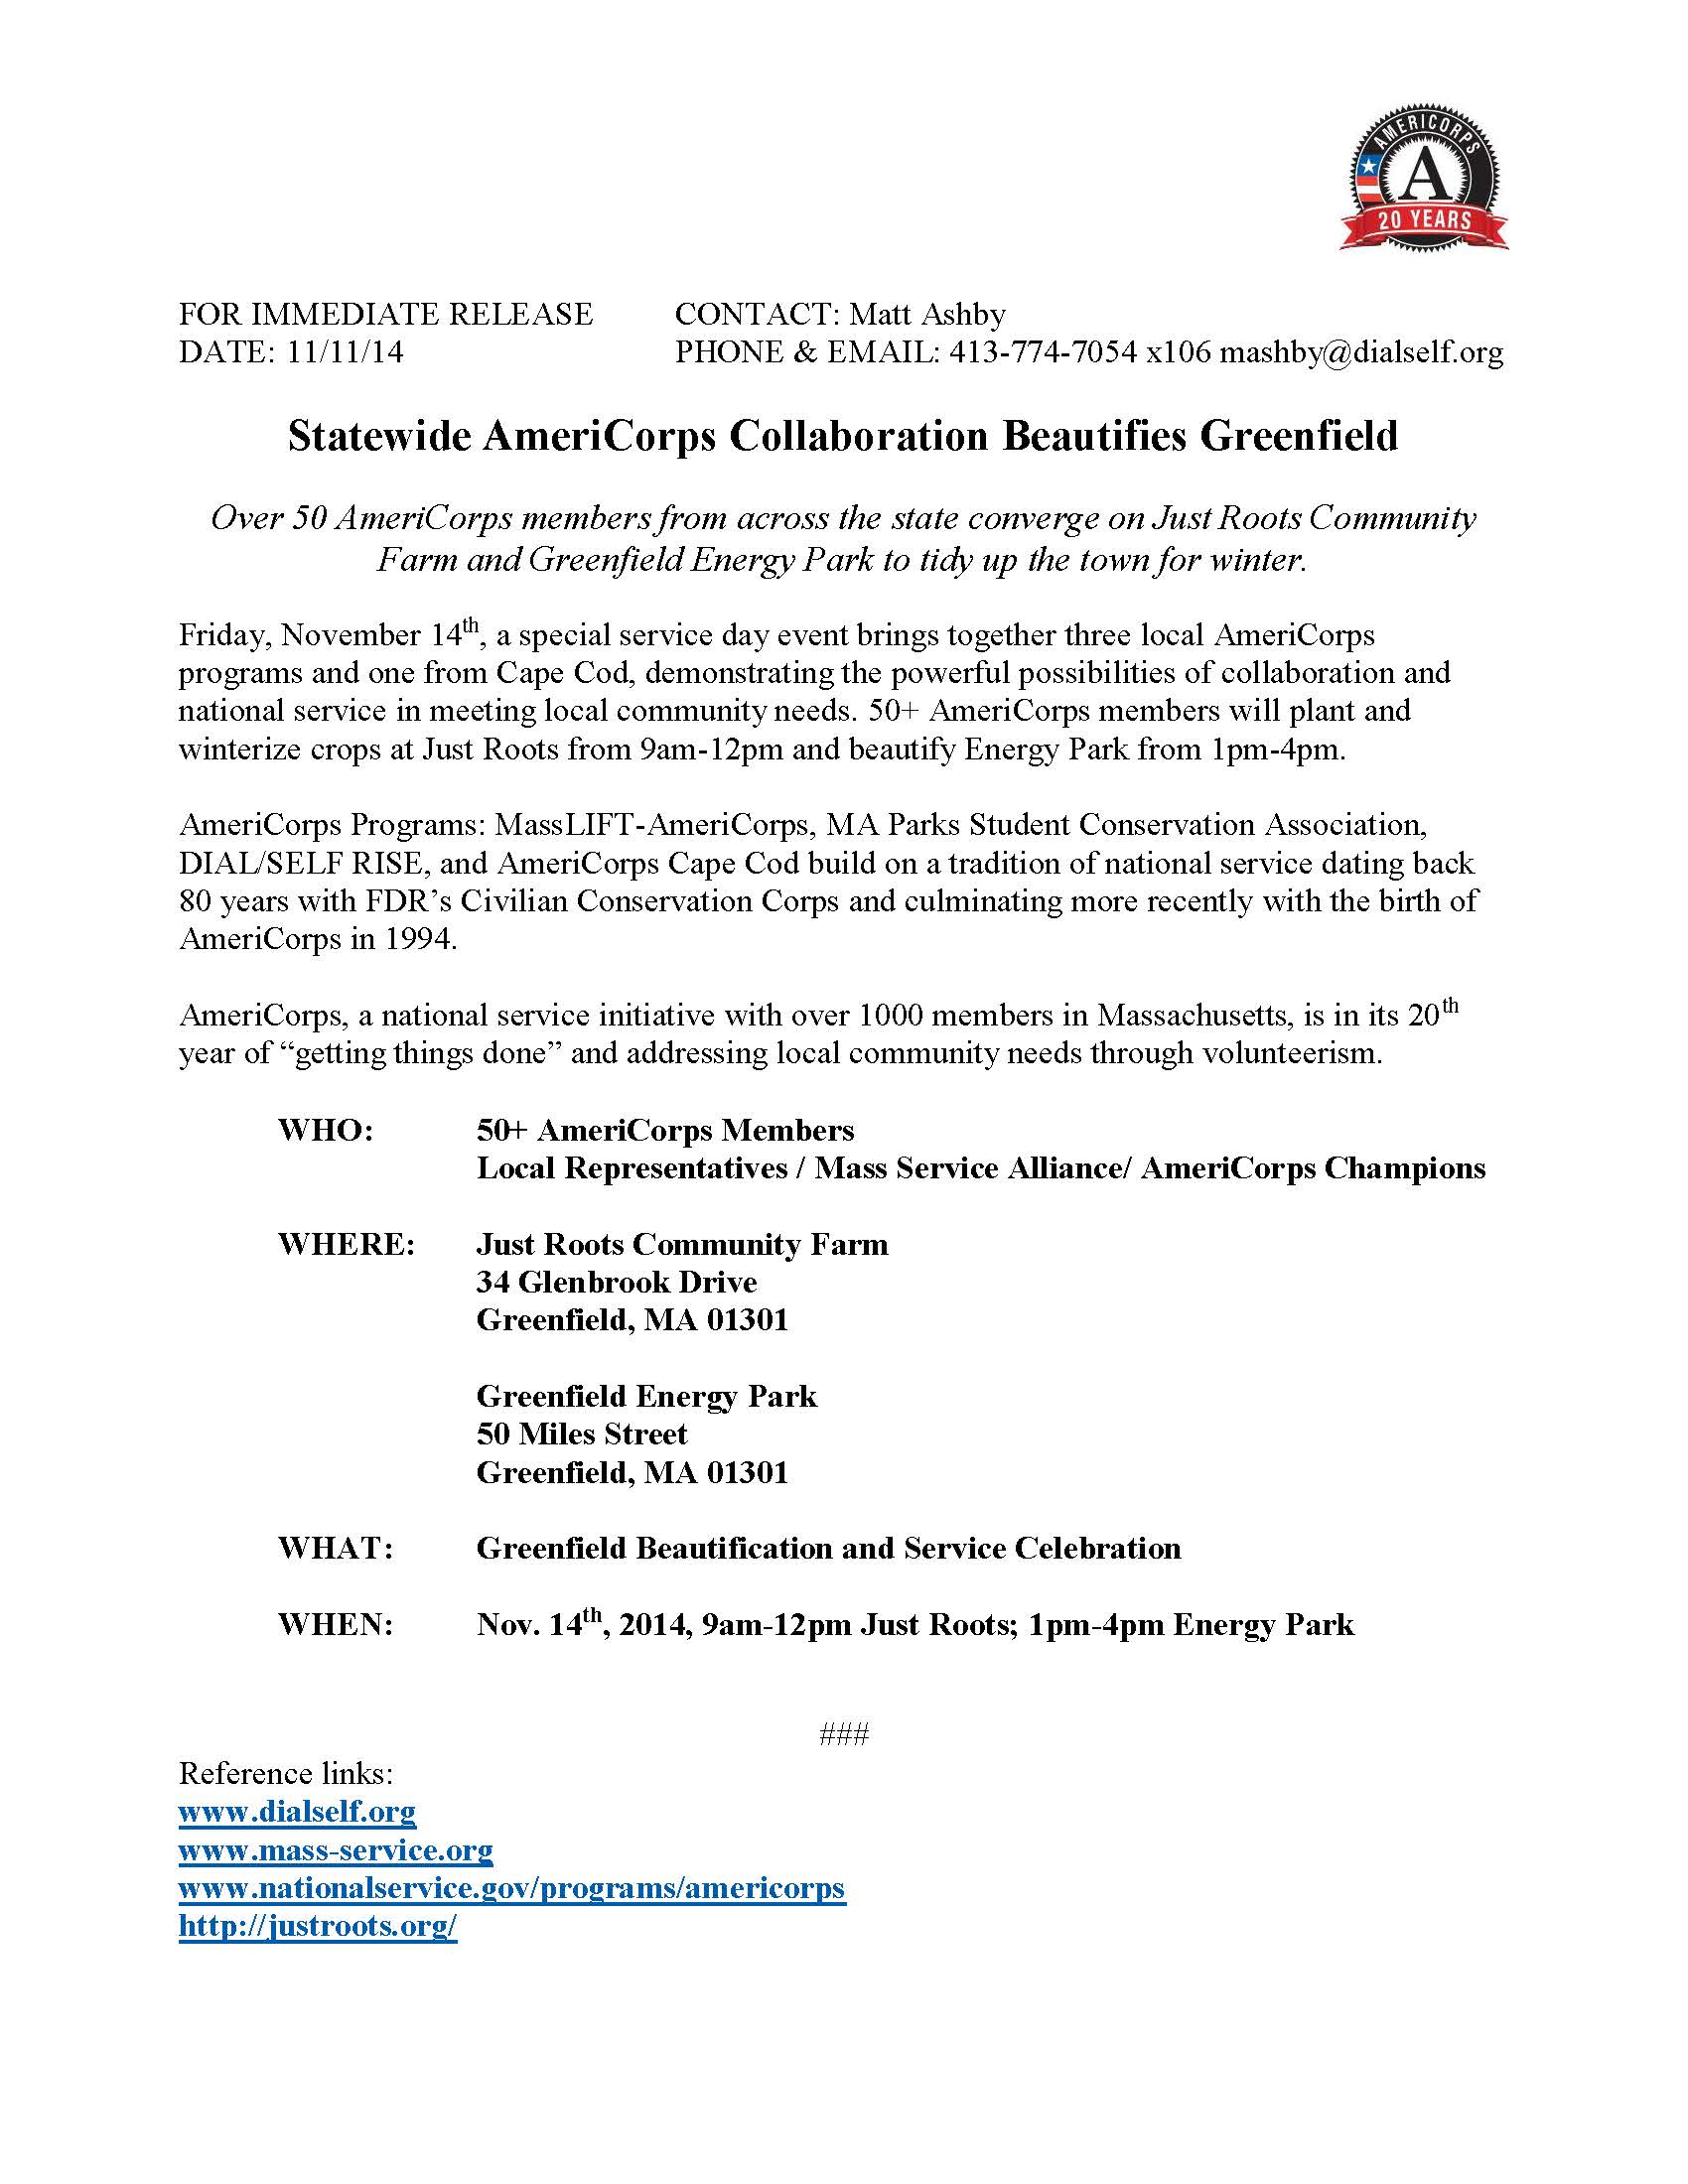 AMERICORPS
A
20 YEARS
FOR IMMEDIATE RELEASE CONTACT: Matt Ashby
DATE: 11/11/14 PHONE & EMAIL: 413-774-7054 x106 mashby@dialself.org
Statewide AmeriCorps Collaboration Beautifies Greenfield
Over 50 AmeriCorps members from across the state converge on Just Roots Community
Farm and Greenfield Energy Park to tidy up the town for winter.
Friday, November 14th, a special service day event brings together three local AmeriCorps
programs and one from Cape Cod, demonstrating the powerful possibilities of collaboration and
national service in meeting local community needs. 50+ AmeriCorps members will plant and
winterize crops at Just Roots from 9am-12pm and beautify Energy Park from 1pm-4pm.
AmeriCorps Programs: MassLIFT-AmeriCorps, MA Parks Student Conservation Association,
DIAL/SELF RISE, and AmeriCorps Cape Cod build on a tradition of national service dating back
80 years with FDR’s Civilian Conservation Corps and culminating more recently with the birth of
AmeriCorps in 1994.
AmeriCorps, a national service initiative with over 1000 members in Massachusetts, is in its 20th
year of “getting things done” and addressing local community needs through volunteerism.
WHO: 50+ AmeriCorps Members
Local Representatives / Mass Service Alliance/ AmeriCorps Champions
WHERE: Just Roots Community Farm
34 Glenbrook Drive
Greenfield, MA 01301
Greenfield Energy Park
50 Miles Street
Greenfield, MA 01301
WHAT: Greenfield Beautification and Service Celebration
WHEN: Nov. 14th, 2014, 9am-12pm Just Roots; 1pm-4pm Energy Park
###
Reference links:
www.dialself.org
www.mass-service.org
www.nationalservice.gov/programs/americorps
http://justroots.org/